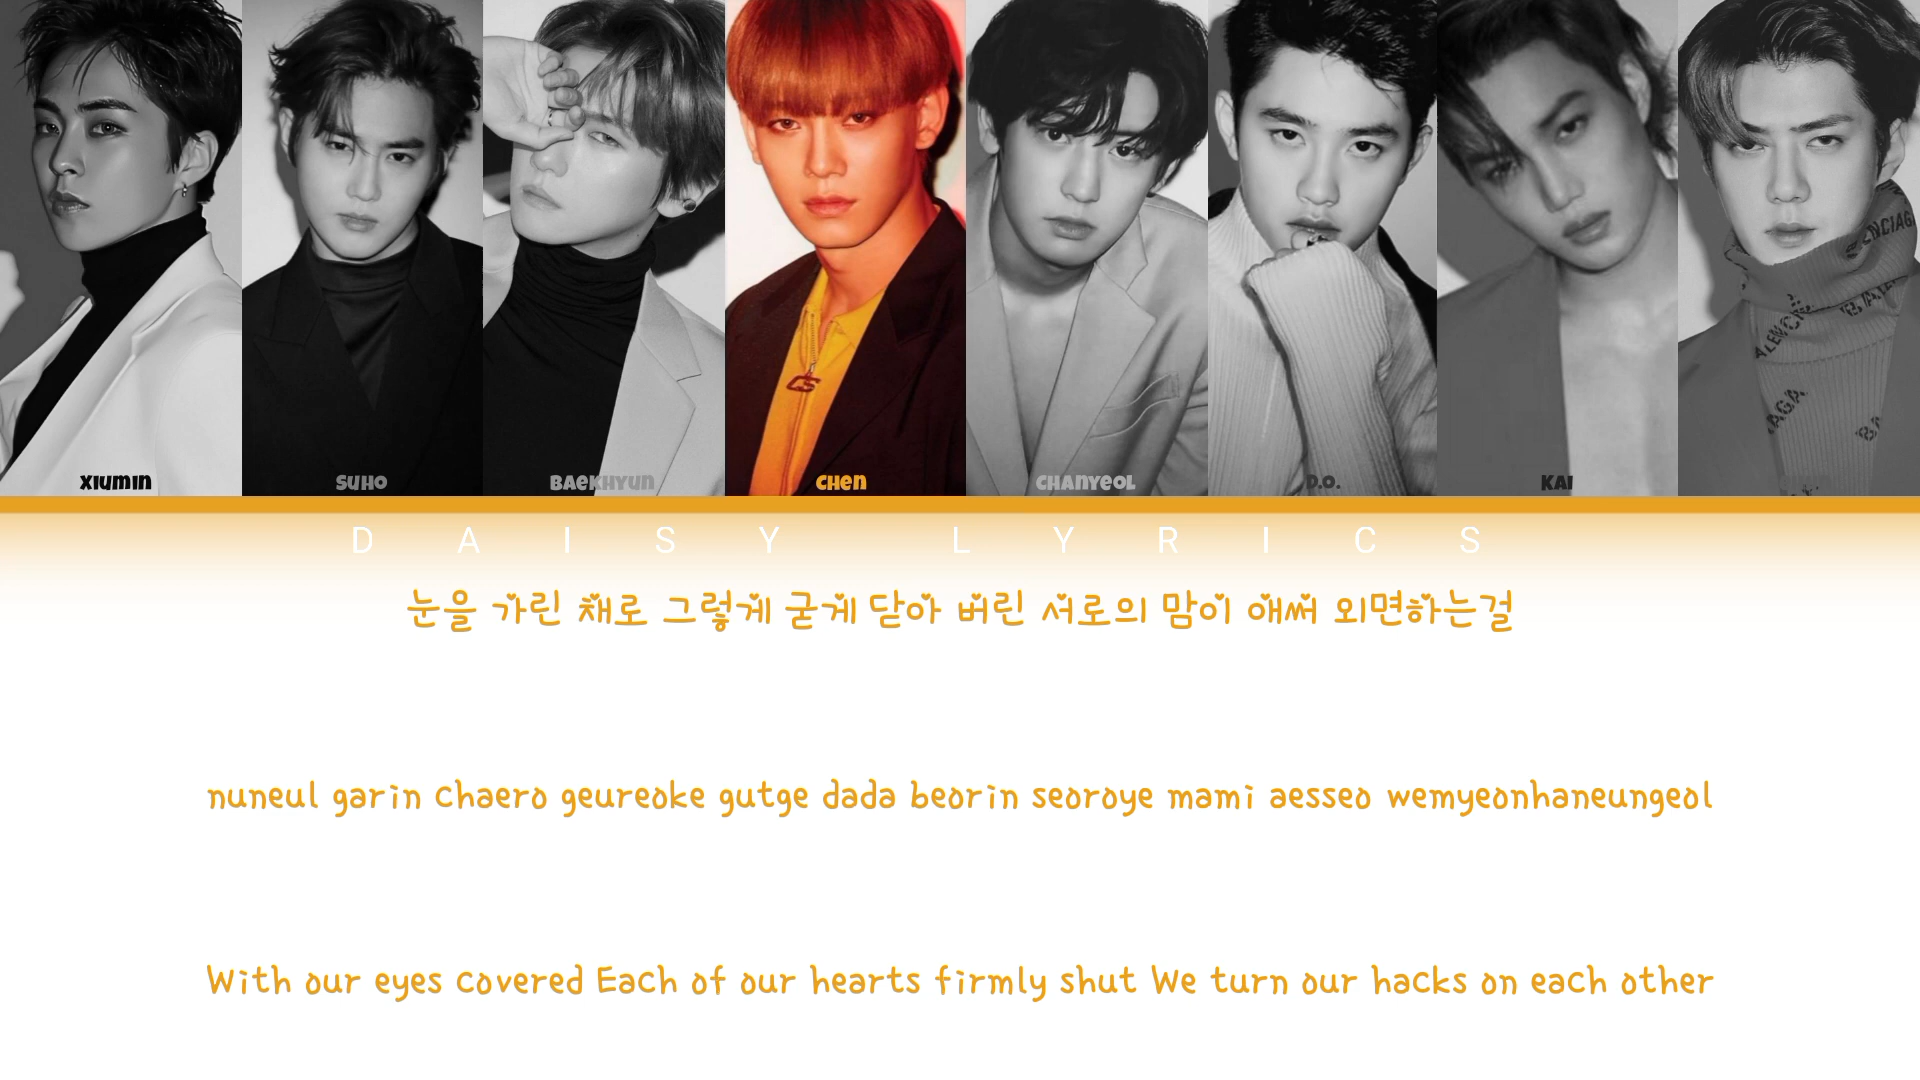 XIUMIN SUHO BAEKHYUN CHEN CHANYEOL D.O. KAI
DAISY LYRICS
눈을 가린 채로 그렇게 굳게 닫아 버린 서로의 맘이 애써 외면하는걸
nuneul garin chaero geureoke gutge dada beorin seoroye mami aesseo wemyeonhaneungeol
With our eyes covered Each of our hearts firmly shut We turn our hacks on each other